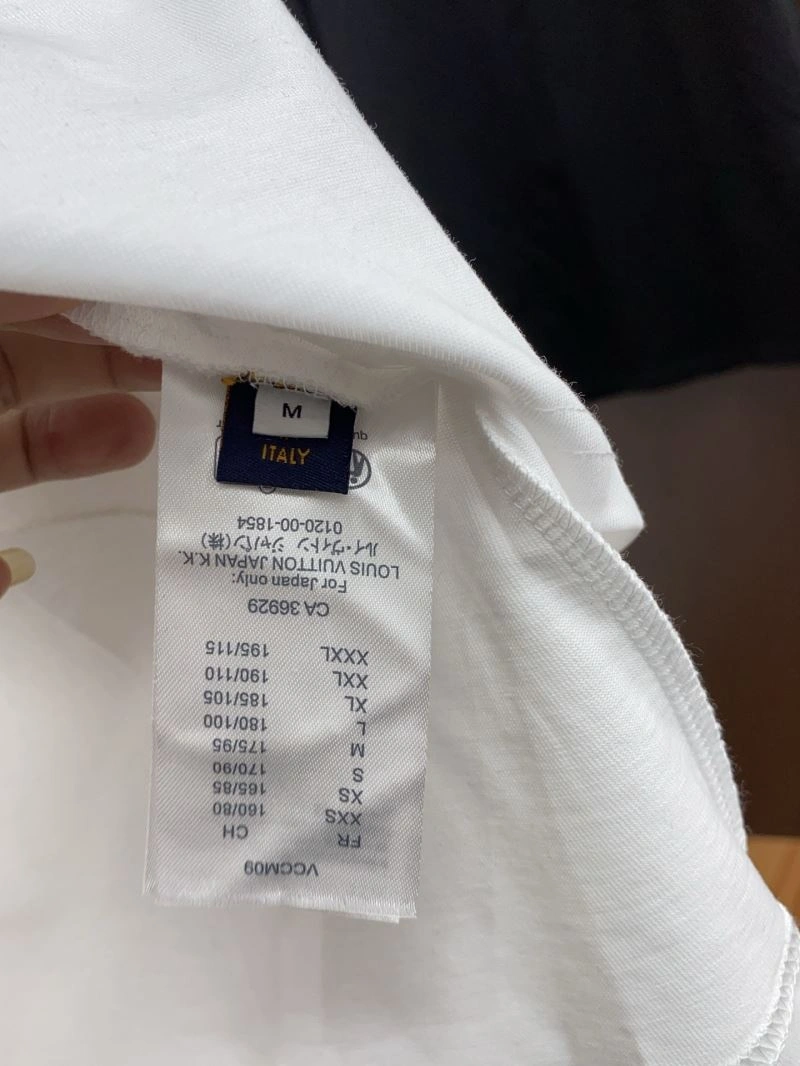 M
ITALY
VCCM09
FR CH
XXS 160/80
XS 165/85
S 170/90
M 175/95
L 180/100
XL 185/105
XXL 190/110
XXXL 195/115
CA 36929
For Japan only:
LOUIS VUITTON JAPAN K.K.
ルイ・ヴィトン ジャパン(株)
0120-00-1854